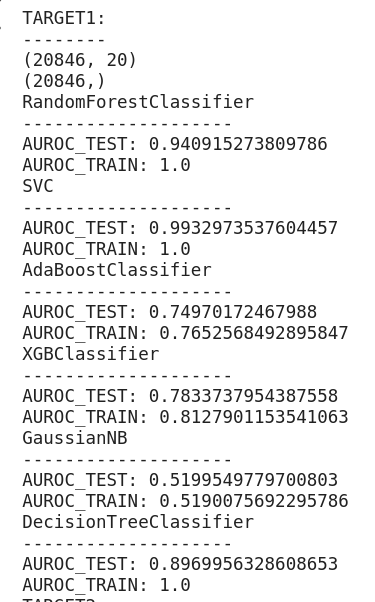 TARGET1:
--------
(20846, 20)
(20846,)
RandomForestClassifier
--------------------
AUROC_TEST: 0.940915273809786
AUROC_TRAIN: 1.0
SVC
--------------------
AUROC_TEST: 0.9932973537604457
AUROC_TRAIN: 1.0
AdaBoostClassifier
--------------------
AUROC_TEST: 0.74970172467988
AUROC_TRAIN: 0.7652568492895847
XGBClassifier
--------------------
AUROC_TEST: 0.7833737954387558
AUROC_TRAIN: 0.8127901153541063
GaussianNB
--------------------
AUROC_TEST: 0.5199549779700803
AUROC_TRAIN: 0.5190075692295786
DecisionTreeClassifier
--------------------
AUROC_TEST: 0.8969956328608653
AUROC_TRAIN: 1.0